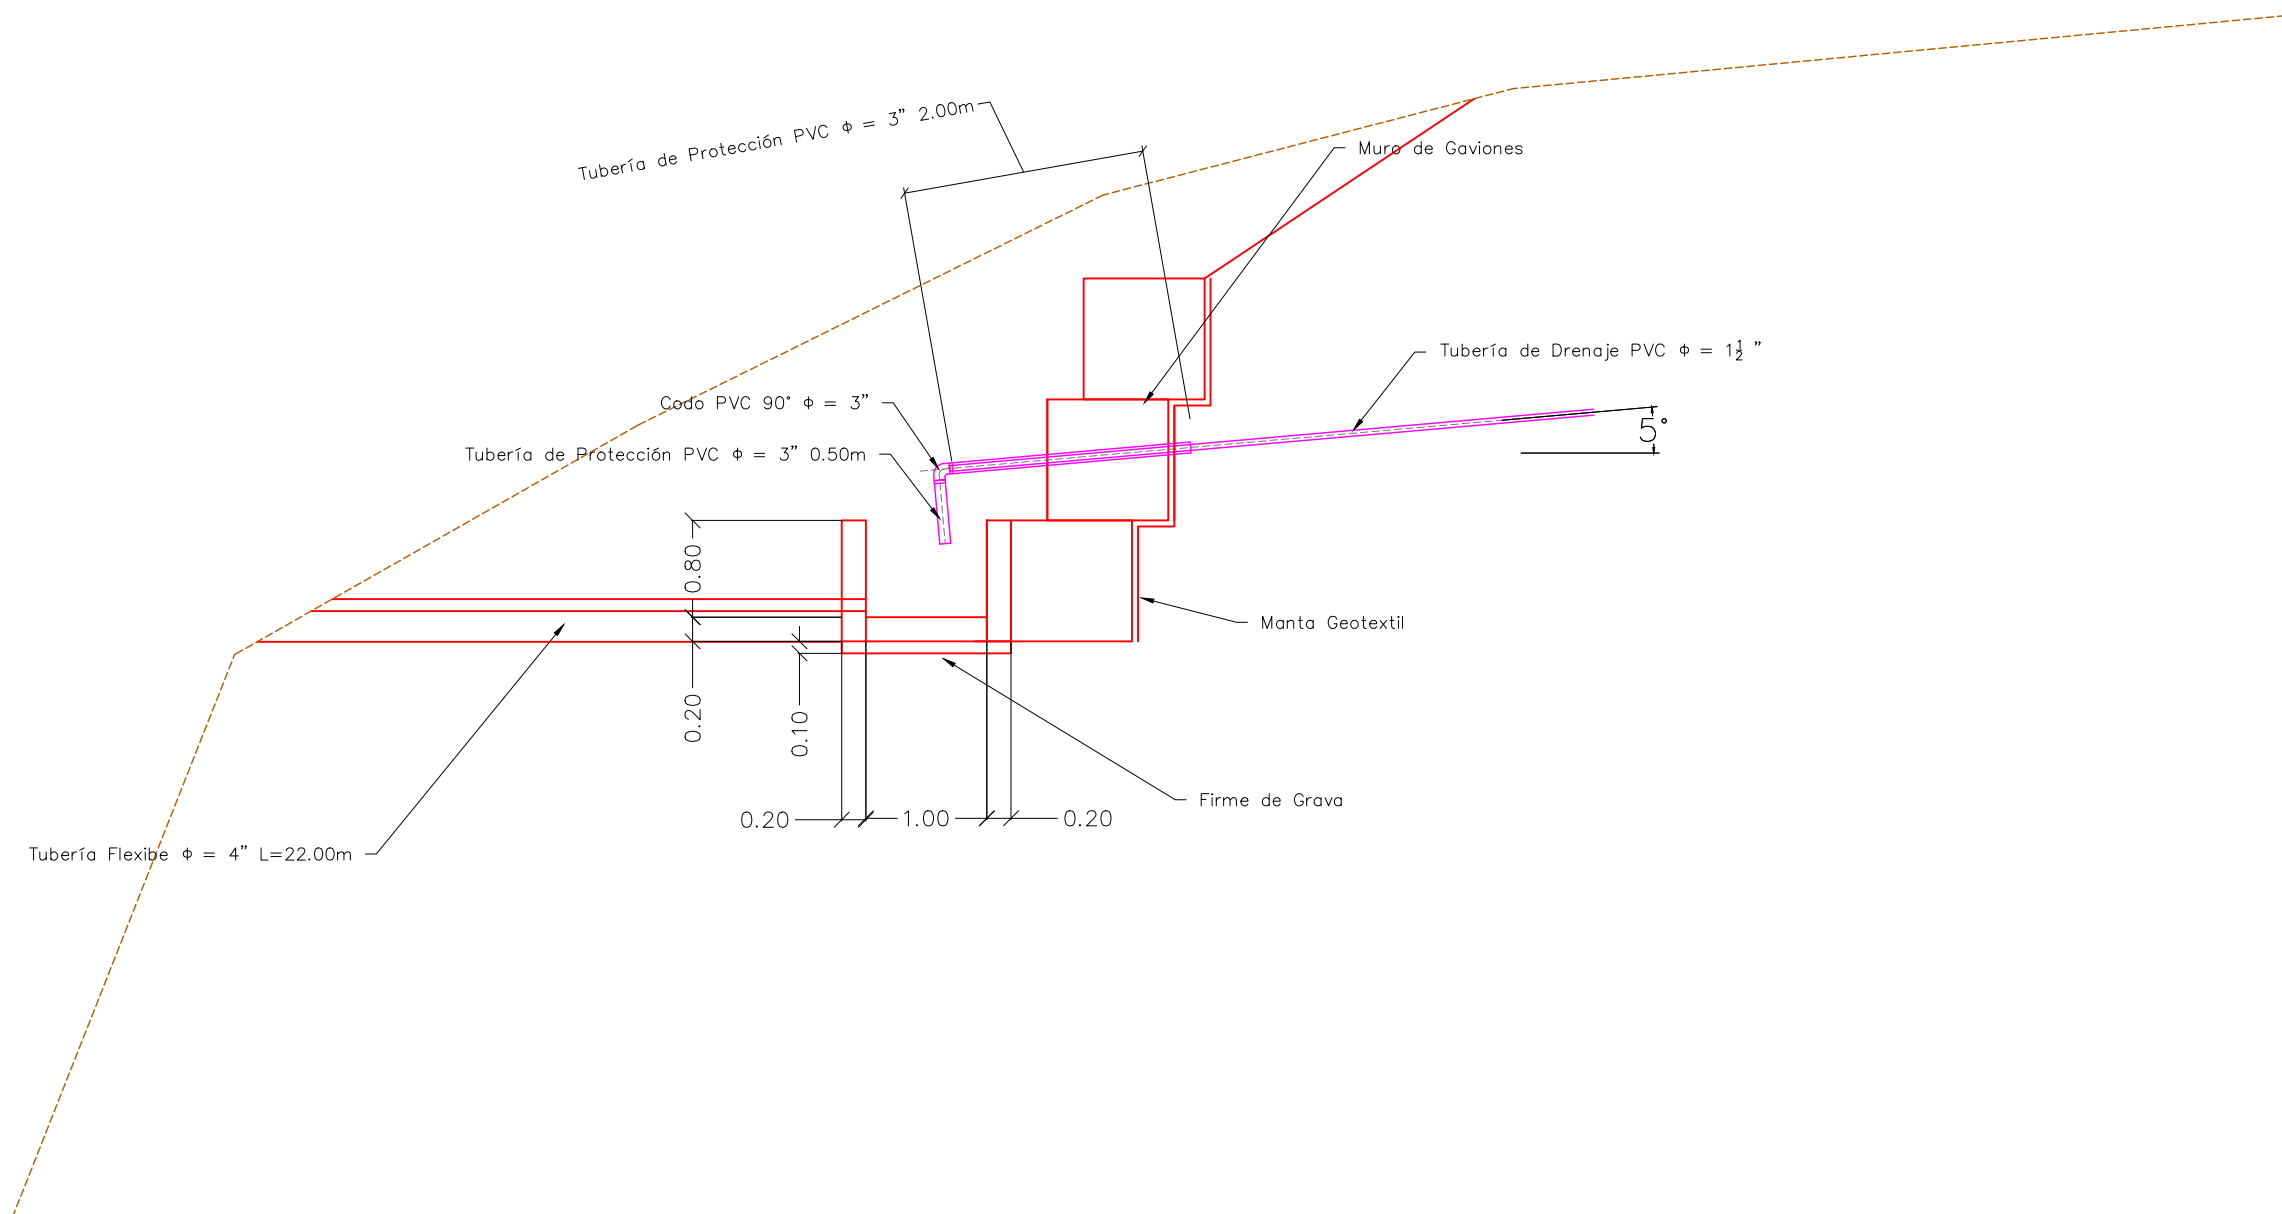 Tubería de Protección PVC ϕ = 3” 2.00m
Muro de Gaviones
Tubería de Drenaje PVC ϕ = 1½ ”
Codo PVC 90° ϕ = 3”
5°
Tubería de Protección PVC ϕ = 3” 0.50m
0.80
Manta Geotextil
0.20
0.10
Firme de Grava
0.20
1.00
0.20
Tubería Flexibe ϕ = 4” L=22.00m